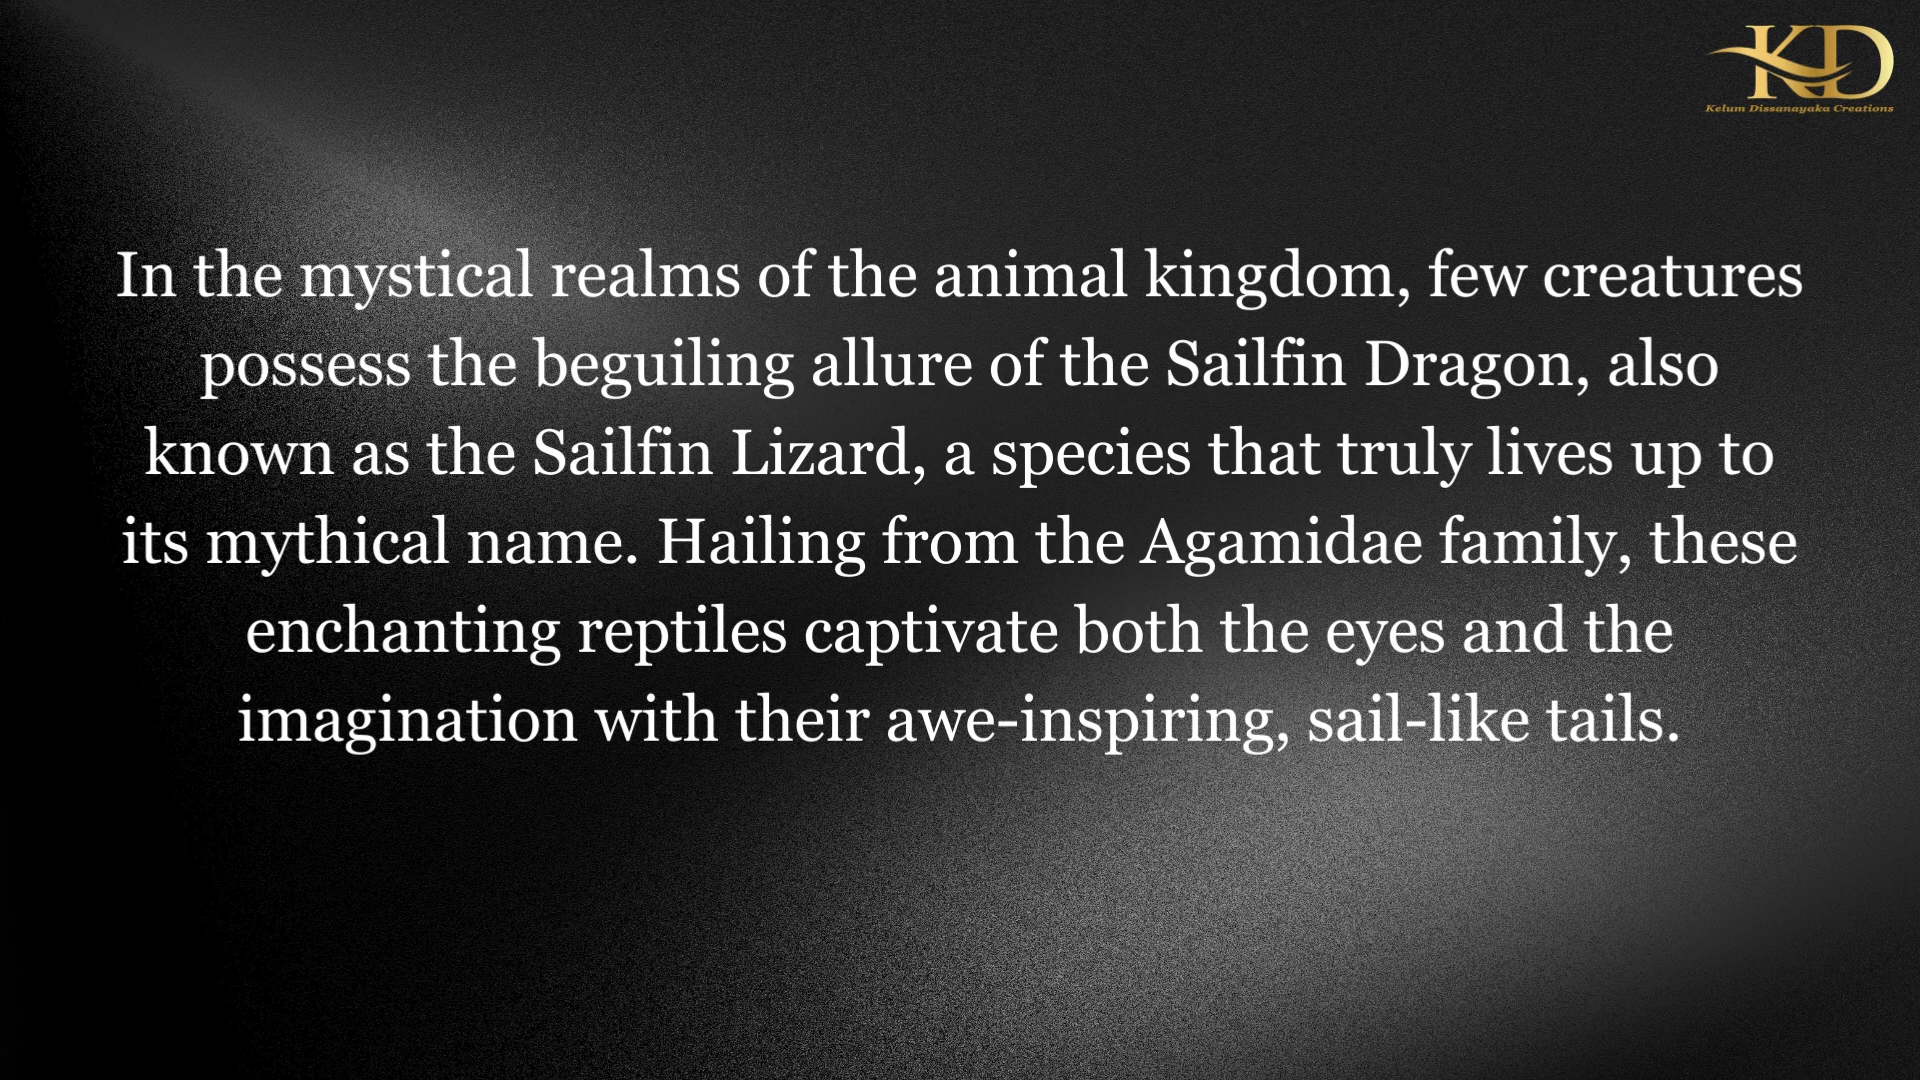 KD
Kelum Dissanayaka Creations
In the mystical realms of the animal kingdom, few creatures
possess the beguiling allure of the Sailfin Dragon, also
known as the Sailfin Lizard, a species that truly lives up to
its mythical name. Hailing from the Agamidae family, these
enchanting reptiles captivate both the eyes and the
imagination with their awe-inspiring, sail-like tails.